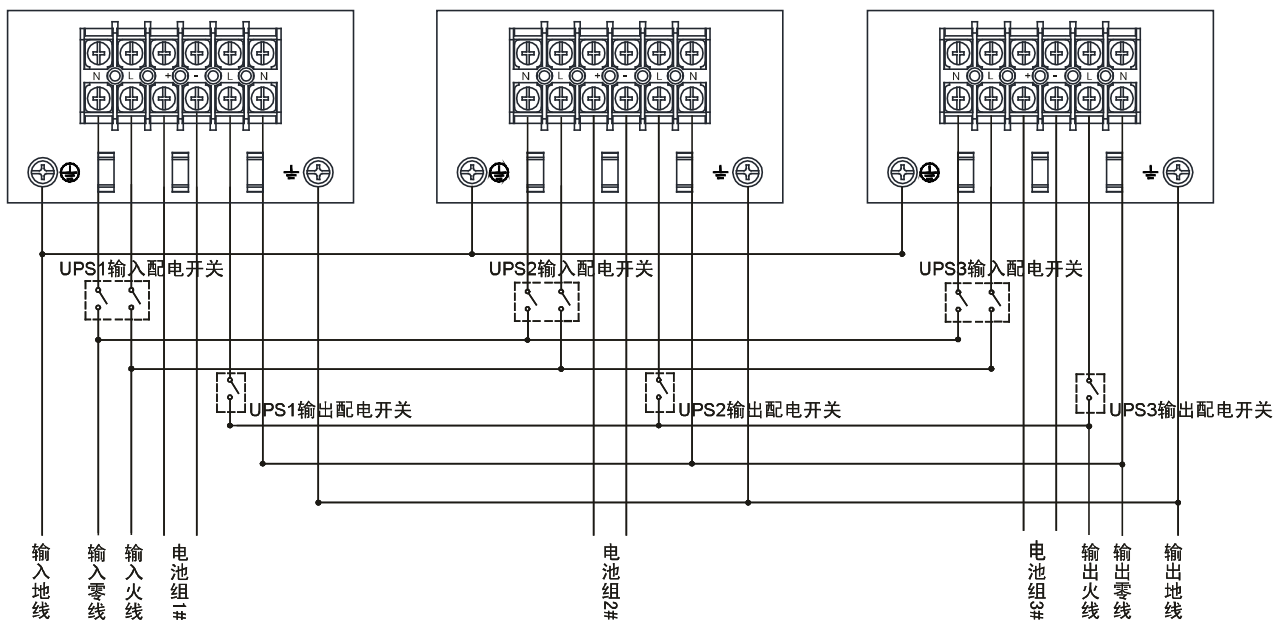 N L + - L N
N L + - L N
N L + - L N
UPS1输入配电开关
UPS2输入配电开关
UPS3输入配电开关
UPS1输出配电开关
UPS2输出配电开关
UPS3输出配电开关
输入地线
输入零线
输入火线
电池组1#
电池组2#
电池组3#
输出火线
输出零线
输出地线